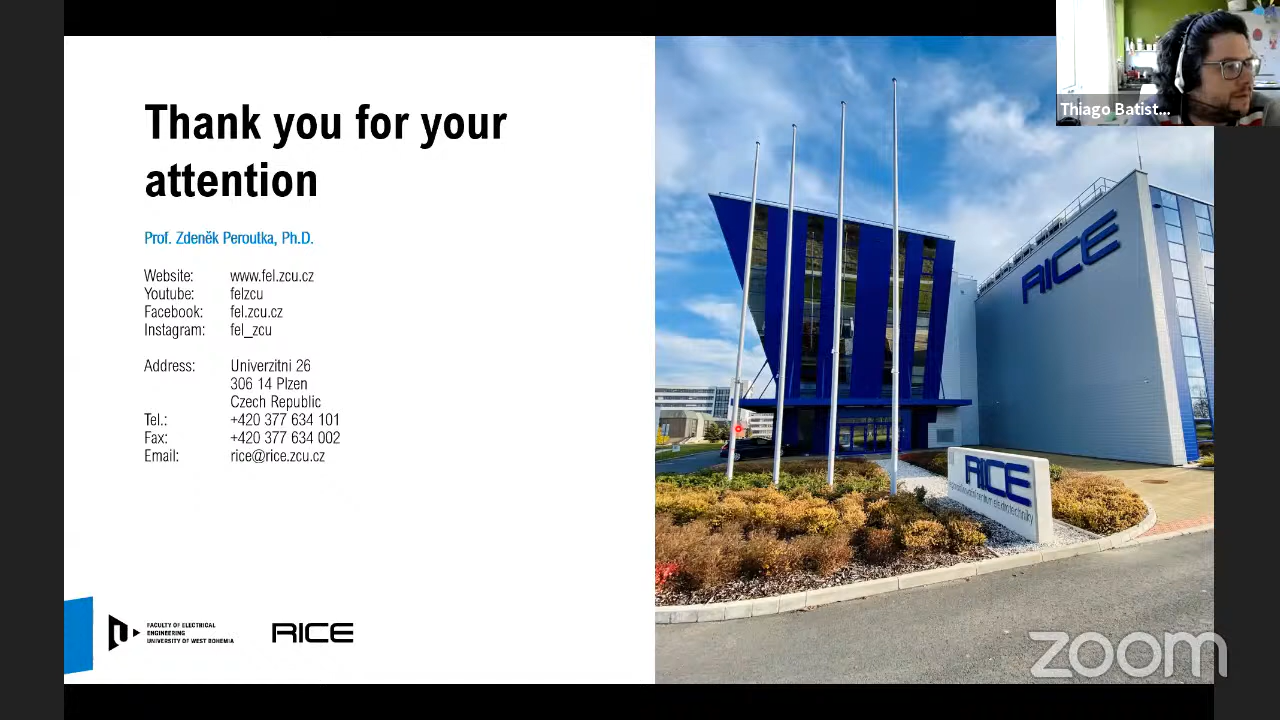 Thank you for your
attention
Prof. Zdeněk Peroutka, Ph.D.
Website: www.fel.zcu.cz
Youtube: felzcu
Facebook: fel.zcu.cz
Instagram: fel_zcu
Address: Univerzitni 26
306 14 Plzen
Czech Republic
Tel.: +420 377 634 101
Fax: +420 377 634 002
Email: rice@rice.zcu.cz
FACULTY OF ELECTRICAL
ENGINEERING
UNIVERSITY OF WEST BOHEMIA
RICE
Thiago Batist...
RICE
RICE
centrum elektrotechniky
zoom